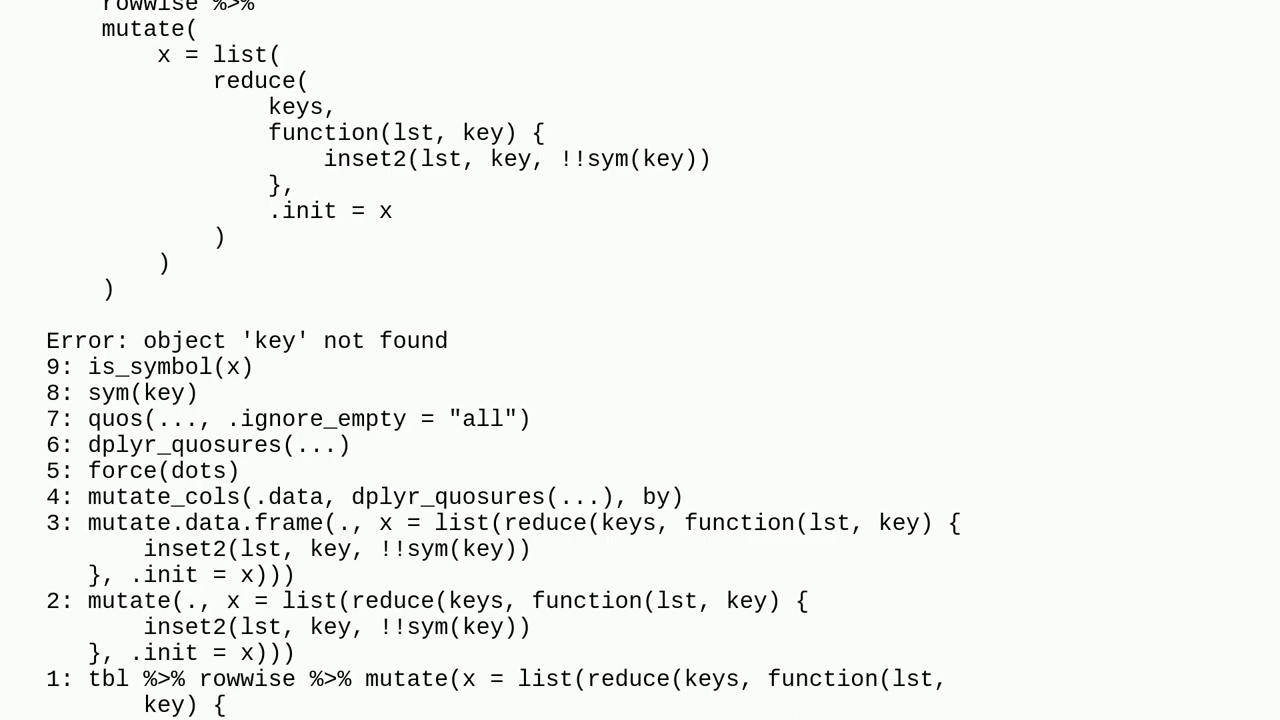 rowwise %>%
mutate(
x = list(
reduce(
keys,
function(lst, key) {
inset2(lst, key, !!sym(key))
},
.init = x
)
)
)
Error: object 'key' not found
9: is_symbol(x)
8: sym(key)
7: quos(..., .ignore_empty = "all")
6: dplyr_quosures(...)
5: force(dots)
4: mutate_cols(.data, dplyr_quosures(...), by)
3: mutate.data.frame(., x = list(reduce(keys, function(lst, key) {
inset2(lst, key, !!sym(key))
}, .init = x)))
2: mutate(., x = list(reduce(keys, function(lst, key) {
inset2(lst, key, !!sym(key))
}, .init = x)))
1: tbl %>% rowwise %>% mutate(x = list(reduce(keys, function(lst,
key) {